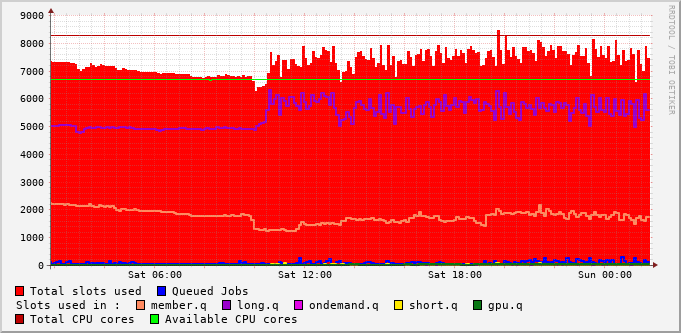 RRDTOOL / TOBI OETIKER
9000
8000
7000
6000
5000
4000
3000
2000
1000
0
Sat 06:00 Sat 12:00 Sat 18:00 Sun 00:00
Total slots used Queued Jobs
Slots used in : member.q long.q ondemand.q short.q gpu.q
Total CPU cores Available CPU cores